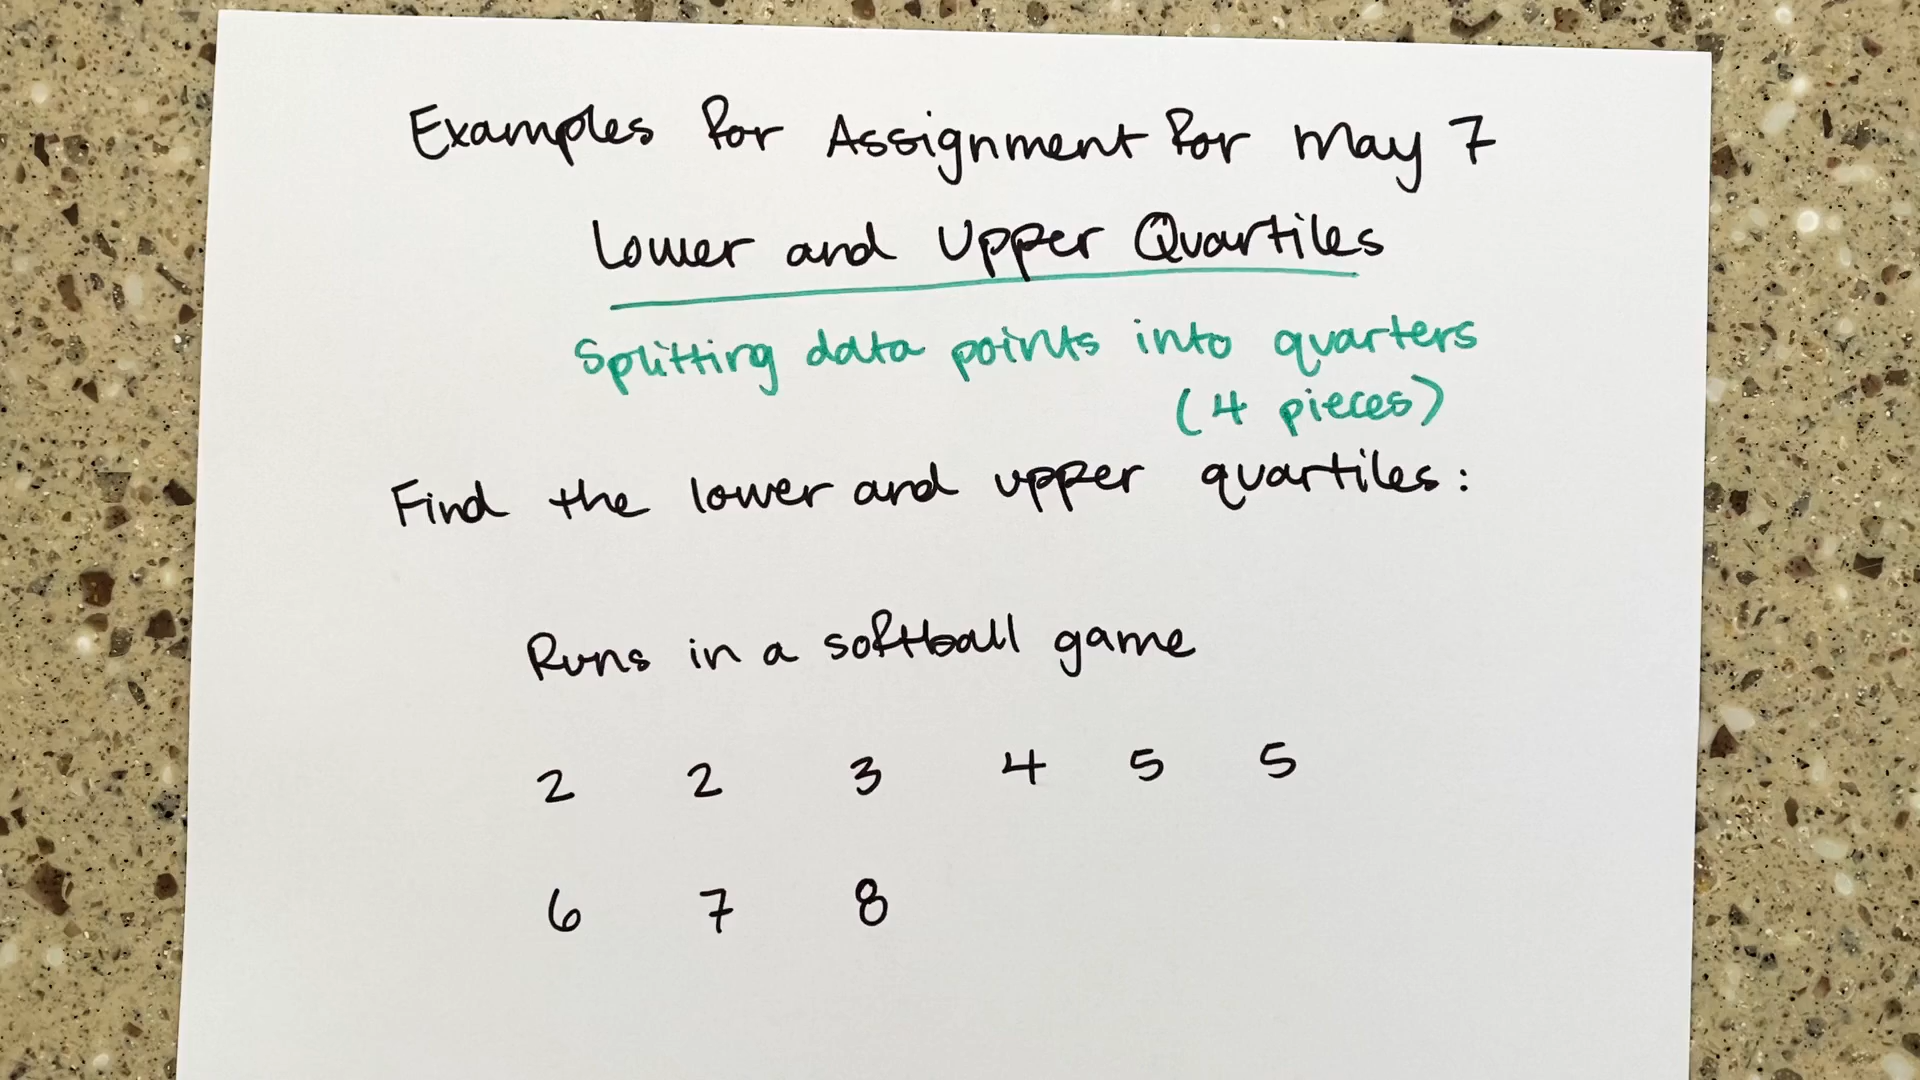 Examples for Assignment for May 7
Lower and Upper Quartiles
Splitting data points into quarters
(4 pieces)
Find the lower and upper quartiles:
Runs in a softball game
2 2 3 4 5 5
6 7 8